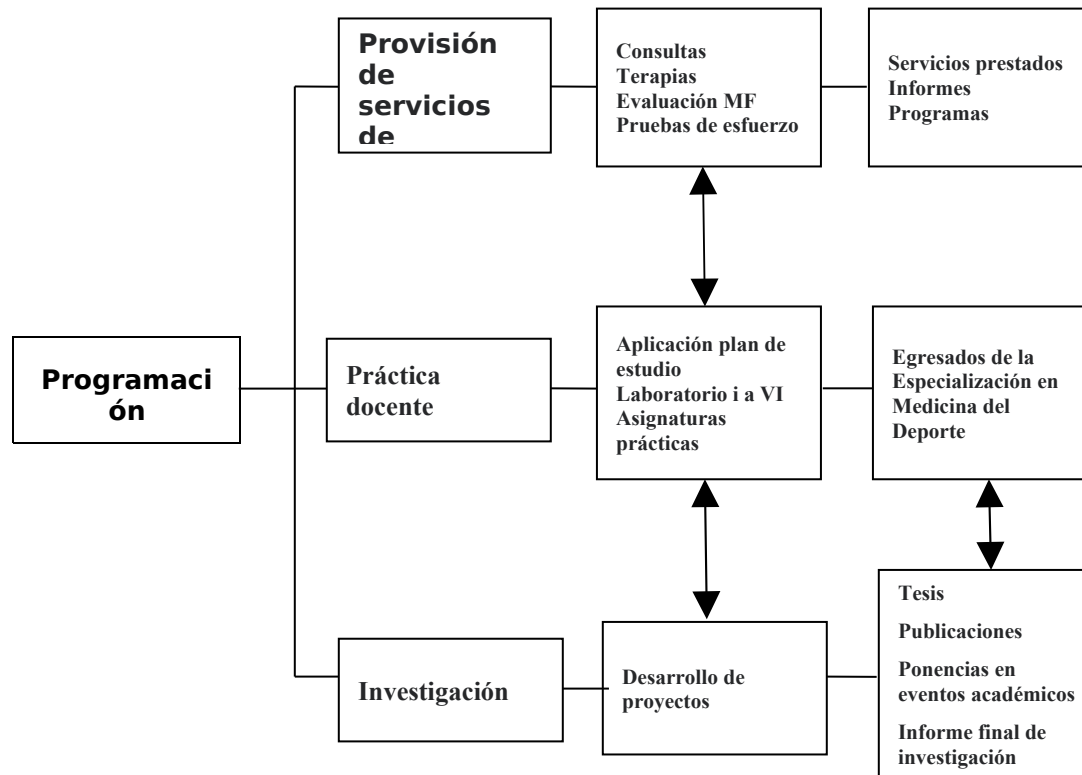 Provisión
de
servicios
de
Consultas
Terapias
Evaluación MF
Pruebas de esfuerzo
Servicios prestados
Informes
Programas
Programaci
ón
Práctica
docente
Aplicación plan de
estudio
Laboratorio i a VI
Asignaturas
prácticas
Egresados de la
Especialización en
Medicina del
Deporte
Investigación
Desarrollo de
proyectos
Tesis
Publicaciones
Ponencias en
eventos académicos
Informe final de
investigación